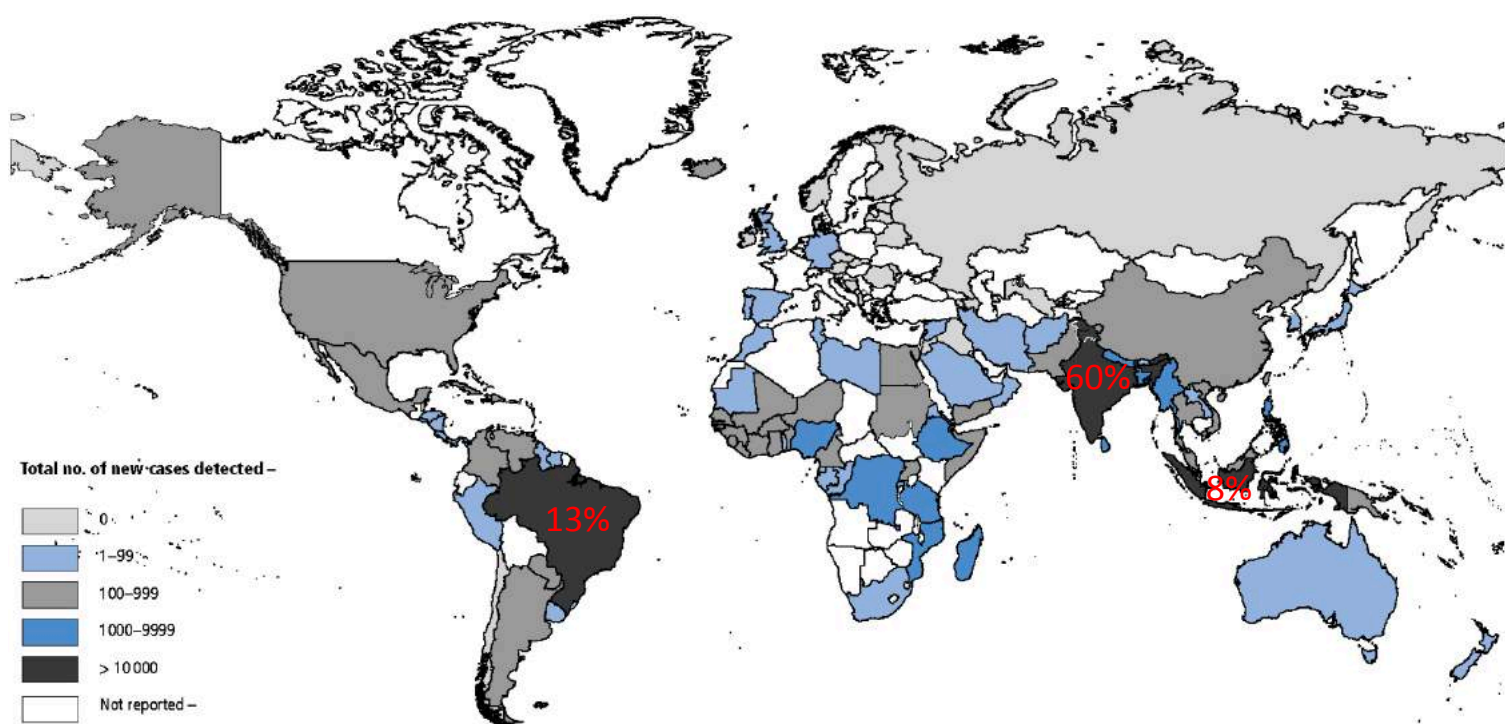 60%
8%
13%
Total no. of new cases detected –
0
1–99
100–999
1000–9999
> 10 000
Not reported –